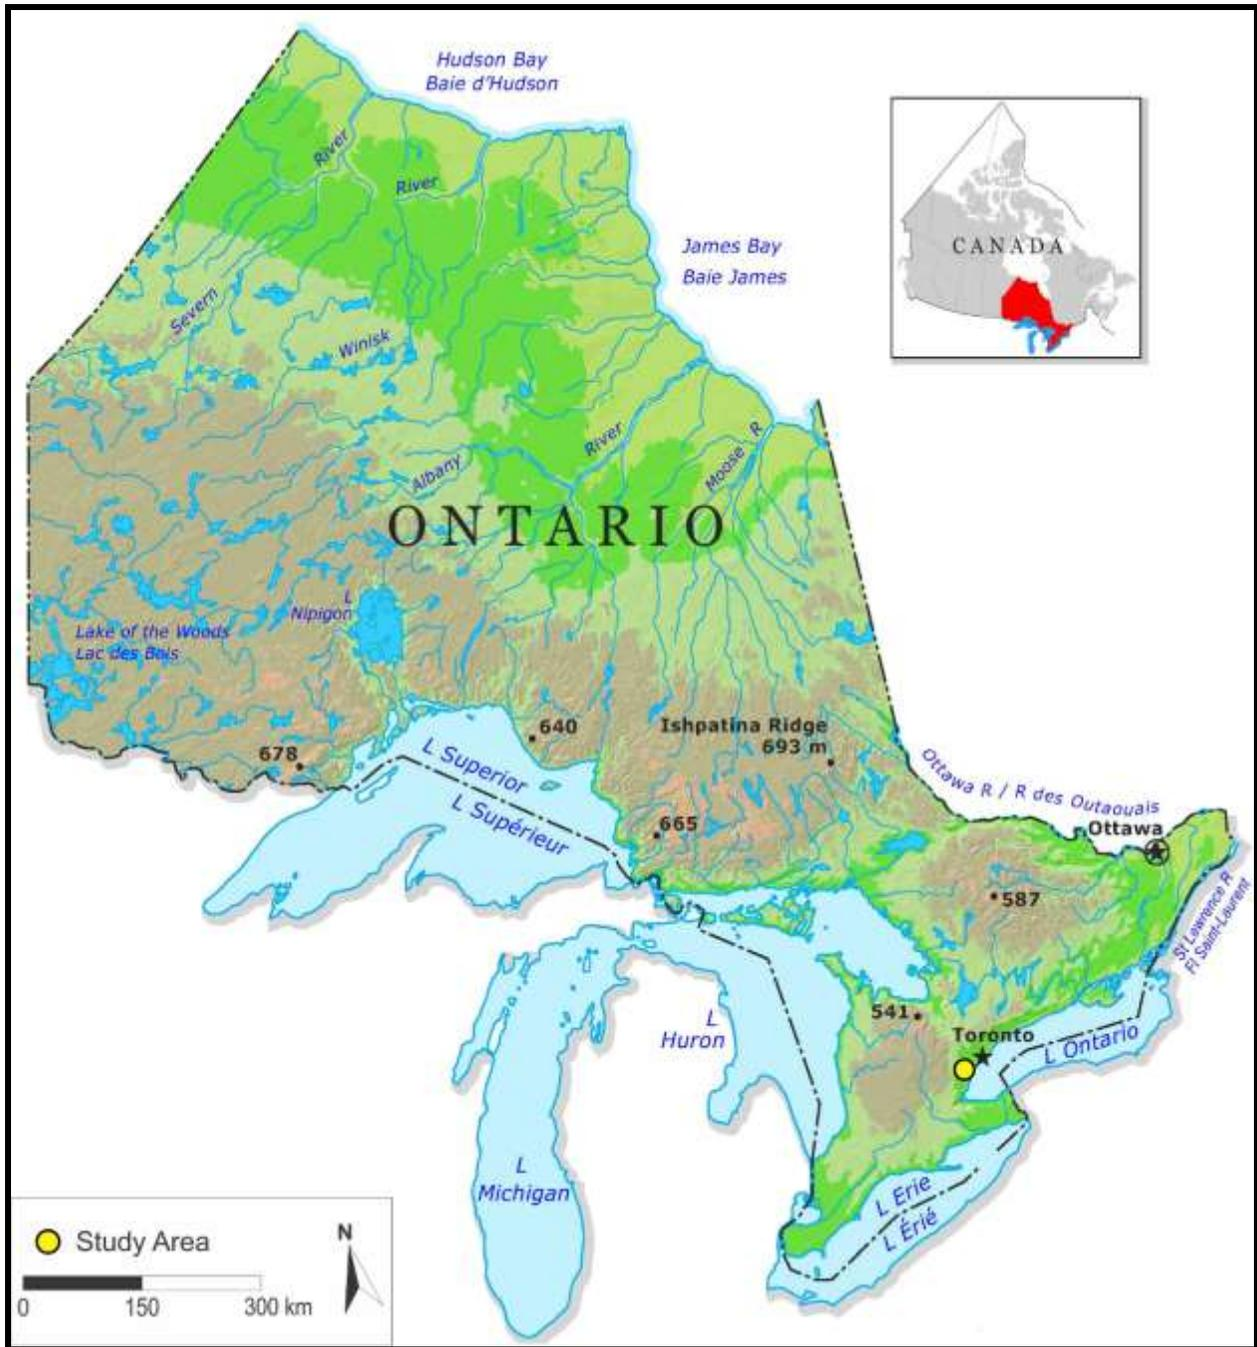 Hudson Bay
Baie d'Hudson
River
River
CANADA
James Bay
Baie James
Severn
Winisk
River
Albany
Moose R
ONTARIO
L
Nipigon
Lake of the Woods
Lac des Bois
678
640
Ishpatina Ridge
693 m
L Superior
L Supérieur
665
Ottawa R / R des Outaouais
Ottawa
587
St Lawrence R
Fl Saint-Laurent
541
Toronto
L
Huron
L Ontario
L
Michigan
L Erie
L Érié
Study Area
N
0 150 300 km